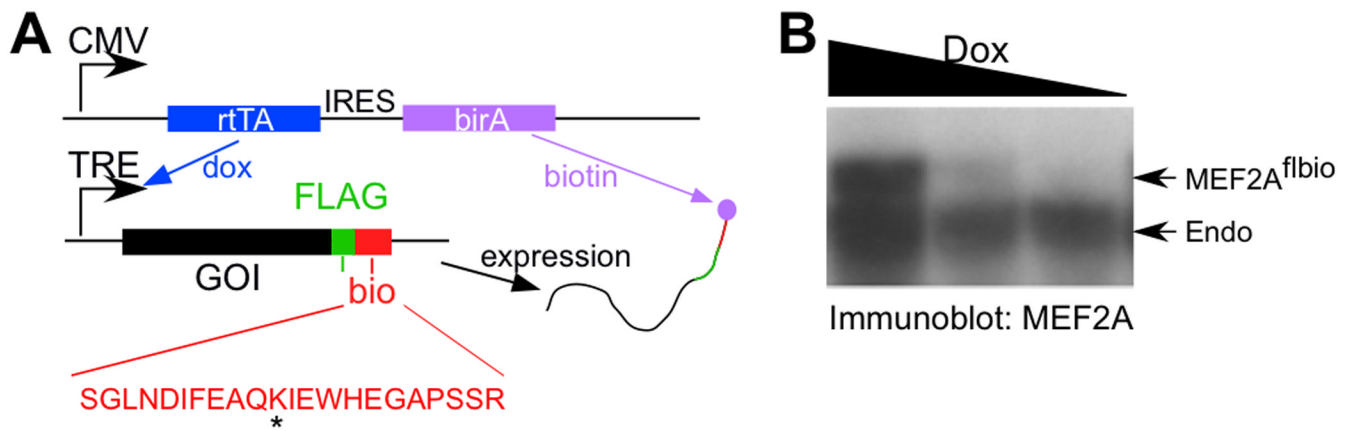 A
CMV
rtTA
IRES
birA
TRE
dox
biotin
FLAG
GOI
bio
expression
SGLNDIFEAQKIEWHEGAPSSR
*
B
Dox
MEF2Aflbio
Endo
Immunoblot: MEF2A